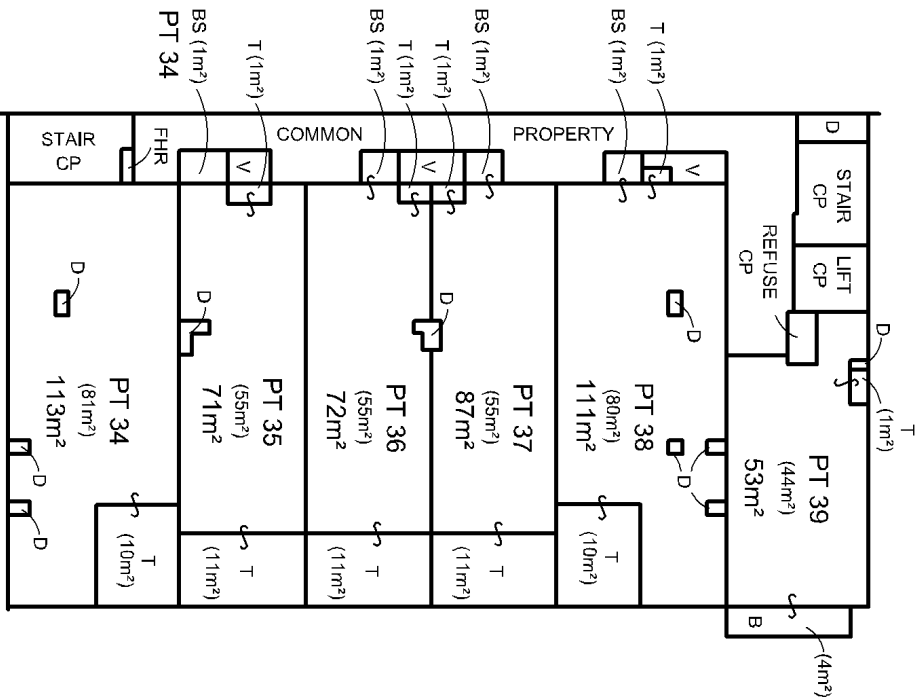 BS (1m²)
PT 34
T (1m²)
BS (1m²)
T (1m²)
T (1m²)
BS (1m²)
BS (1m²)
T (1m²)
STAIR
CP
FHR
COMMON
PROPERTY
V
V
V
D
STAIR
CP
LIFT
CP
REFUSE
CP
D
T
(1m²)
D
D
D
D
PT 34
(81m²)
113m²
PT 35
(55m²)
71m²
PT 36
(55m²)
72m²
PT 37
(55m²)
87m²
PT 38
(80m²)
111m²
PT 39
(44m²)
53m²
D
D
D
D
T
(10m²)
T
(11m²)
T
(11m²)
T
(11m²)
T
(10m²)
B
(4m²)